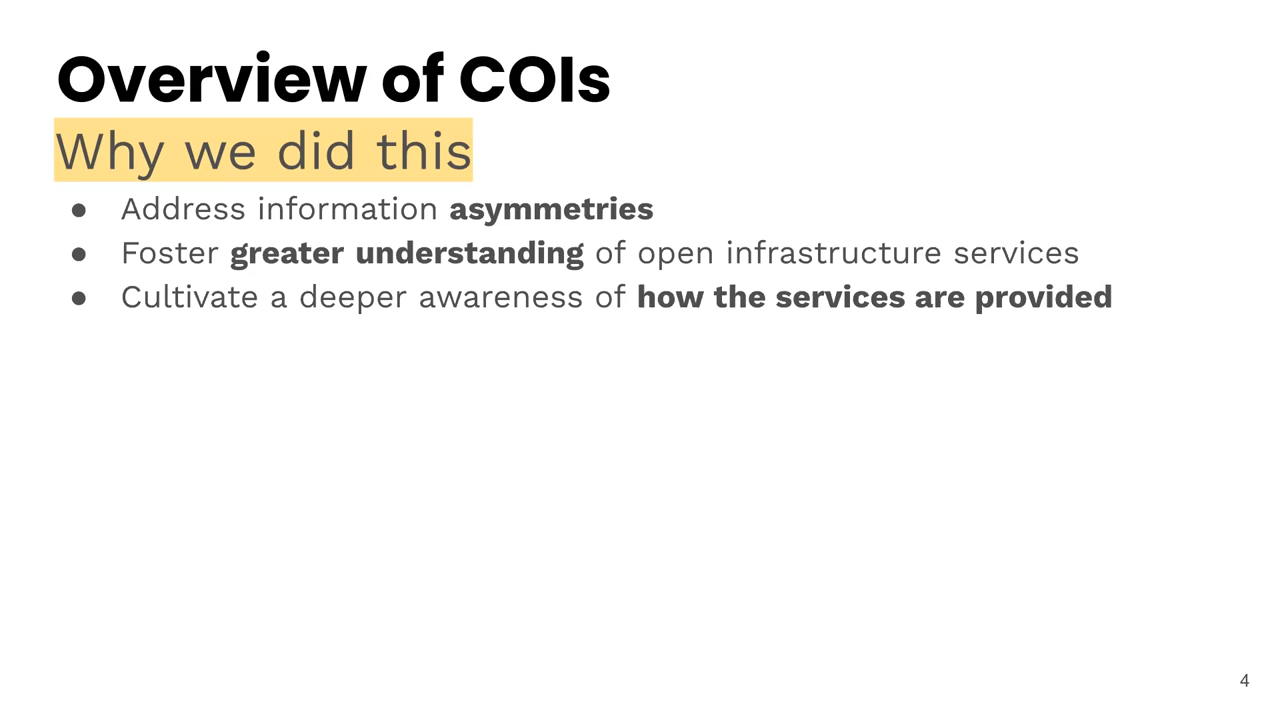 Overview of COIs
Why we did this
● Address information asymmetries
● Foster greater understanding of open infrastructure services
● Cultivate a deeper awareness of how the services are provided
4